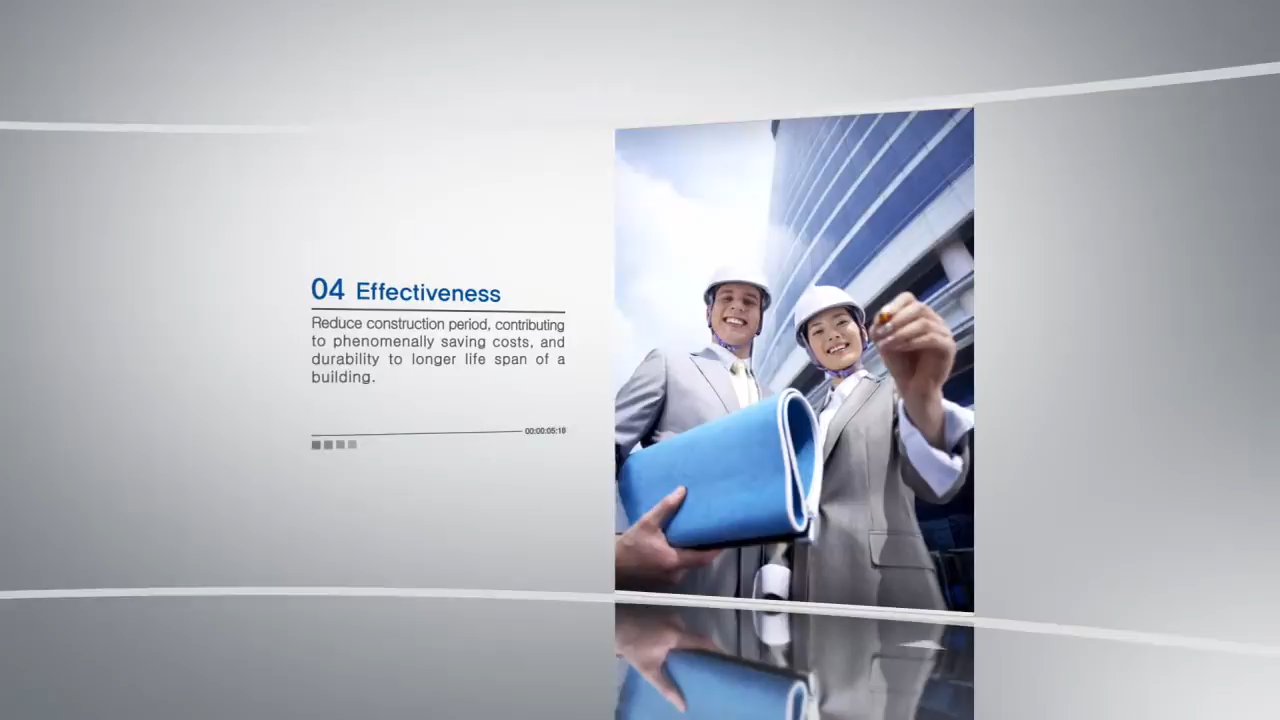 04 Effectiveness
Reduce construction period, contributing
to phenomenally saving costs, and
durability to longer life span of a
building.
00:00:05:18